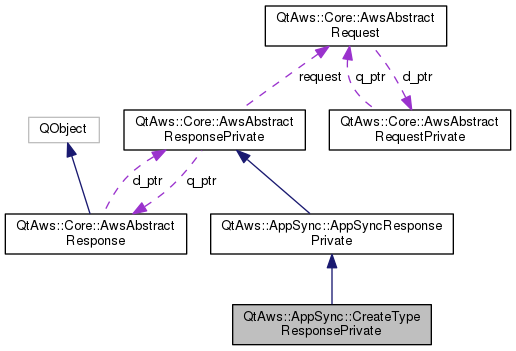 QtAws::Core::AwsAbstract
Request
request
q_ptr
d_ptr
QObject
QtAws::Core::AwsAbstract
ResponsePrivate
QtAws::Core::AwsAbstract
RequestPrivate
d_ptr
q_ptr
QtAws::Core::AwsAbstract
Response
QtAws::AppSync::AppSyncResponse
Private
QtAws::AppSync::CreateType
ResponsePrivate